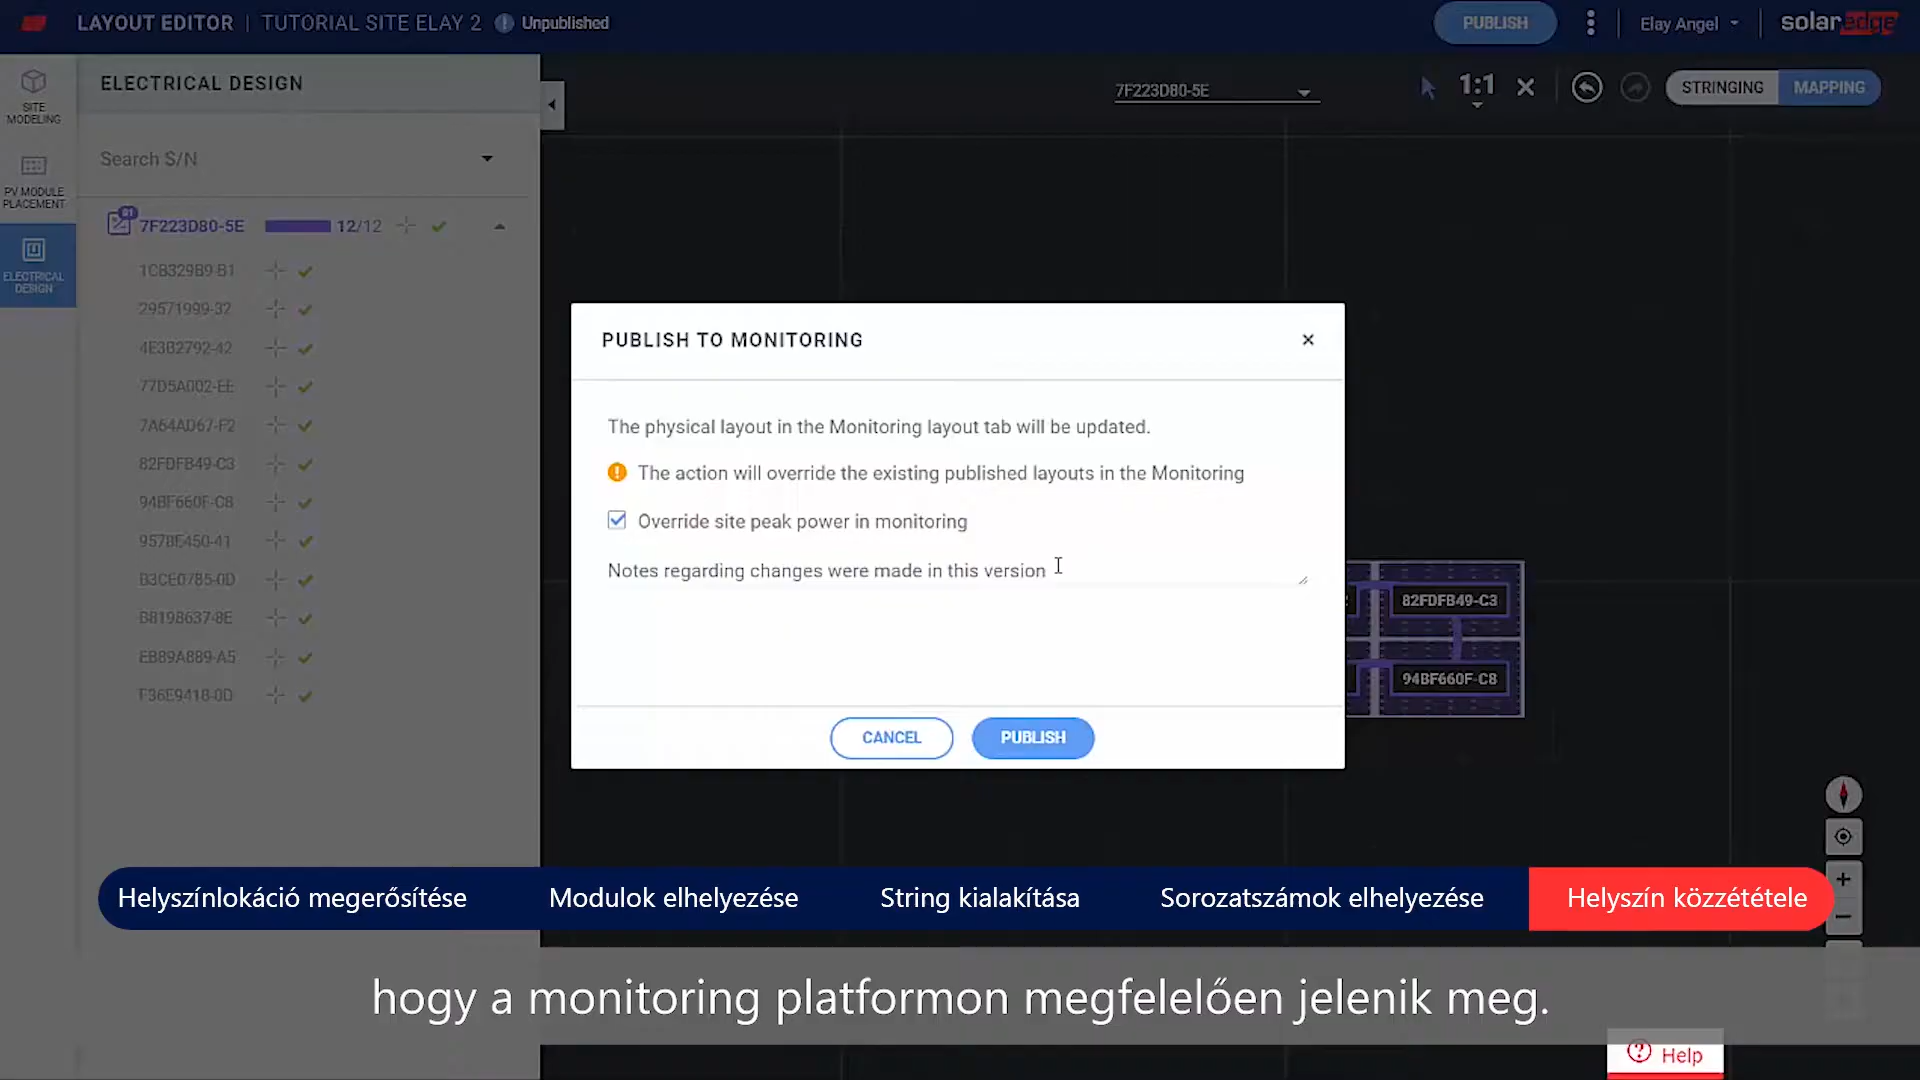 LAYOUT EDITOR | TUTORIAL SITE ELAY 2 Unpublished
PUBLISH
Elay Angel
solaredge
SITE MODELING
PV MODULE PLACEMENT
ELECTRICAL DESIGN
ELECTRICAL DESIGN
Search S/N
7F223D80-5E 12/12
1CB329B9-B1
29571999-32
4E3B2792-42
77D5A002-EE
7A64AD67-F2
82FDFB49-C3
94BF660F-C8
957BE450-41
B3CE07B5-0D
B8198637-8E
EB89A889-A5
F36E9418-0D
7F223D80-5E
1:1
STRINGING
MAPPING
PUBLISH TO MONITORING
The physical layout in the Monitoring layout tab will be updated.
The action will override the existing published layouts in the Monitoring
Override site peak power in monitoring
Notes regarding changes were made in this version
CANCEL
PUBLISH
82FDFB49-C3
94BF660F-C8
Helyszínlokáció megerősítése
Modulok elhelyezése
String kialakítása
Sorozatszámok elhelyezése
Helyszín közzététele
hogy a monitoring platformon megfelelően jelenik meg.
Help